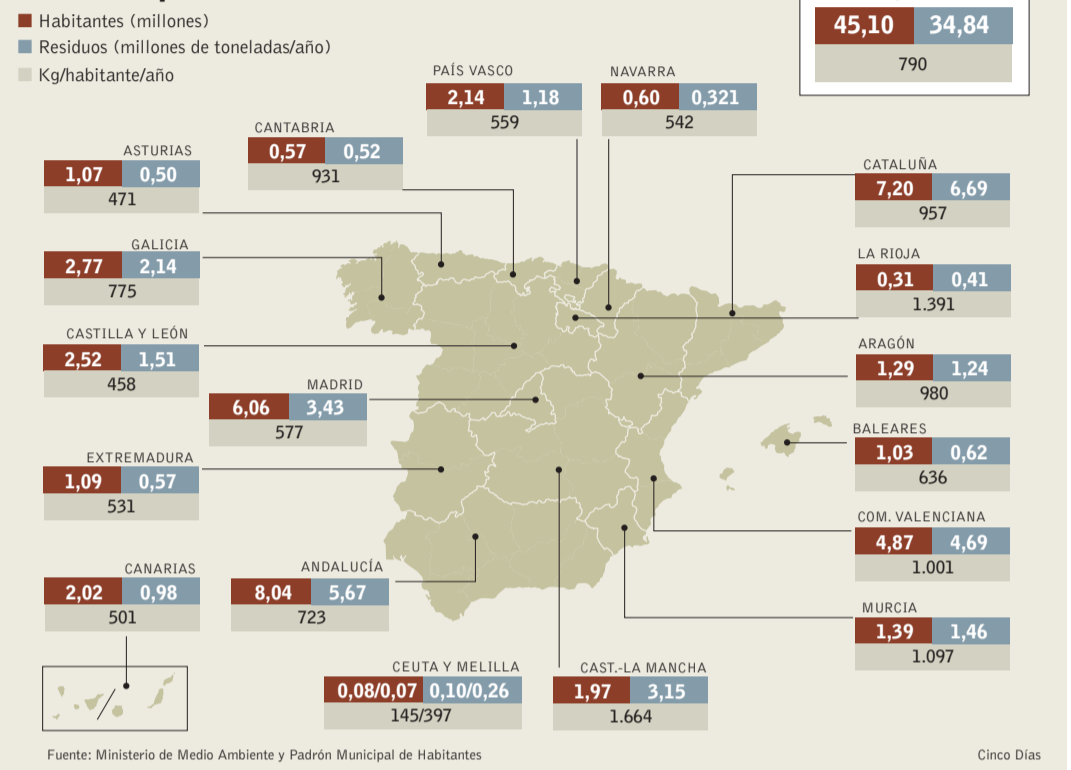 Habitantes (millones)
Residuos (millones de toneladas/año)
Kg/habitante/año
45,10 34,84
790
PAÍS VASCO
2,14 1,18
559
NAVARRA
0,60 0,321
542
CANTABRIA
0,57 0,52
931
ASTURIAS
1,07 0,50
471
CATALUÑA
7,20 6,69
957
GALICIA
2,77 2,14
775
LA RIOJA
0,31 0,41
1.391
CASTILLA Y LEÓN
2,52 1,51
458
ARAGÓN
1,29 1,24
980
MADRID
6,06 3,43
577
BALEARES
1,03 0,62
636
EXTREMADURA
1,09 0,57
531
COM. VALENCIANA
4,87 4,69
1.001
CANARIAS
2,02 0,98
501
ANDALUCÍA
8,04 5,67
723
MURCIA
1,39 1,46
1.097
CEUTA Y MELILLA
0,08/0,07 0,10/0,26
145/397
CAST.-LA MANCHA
1,97 3,15
1.664
Fuente: Ministerio de Medio Ambiente y Padrón Municipal de Habitantes
Cinco Días